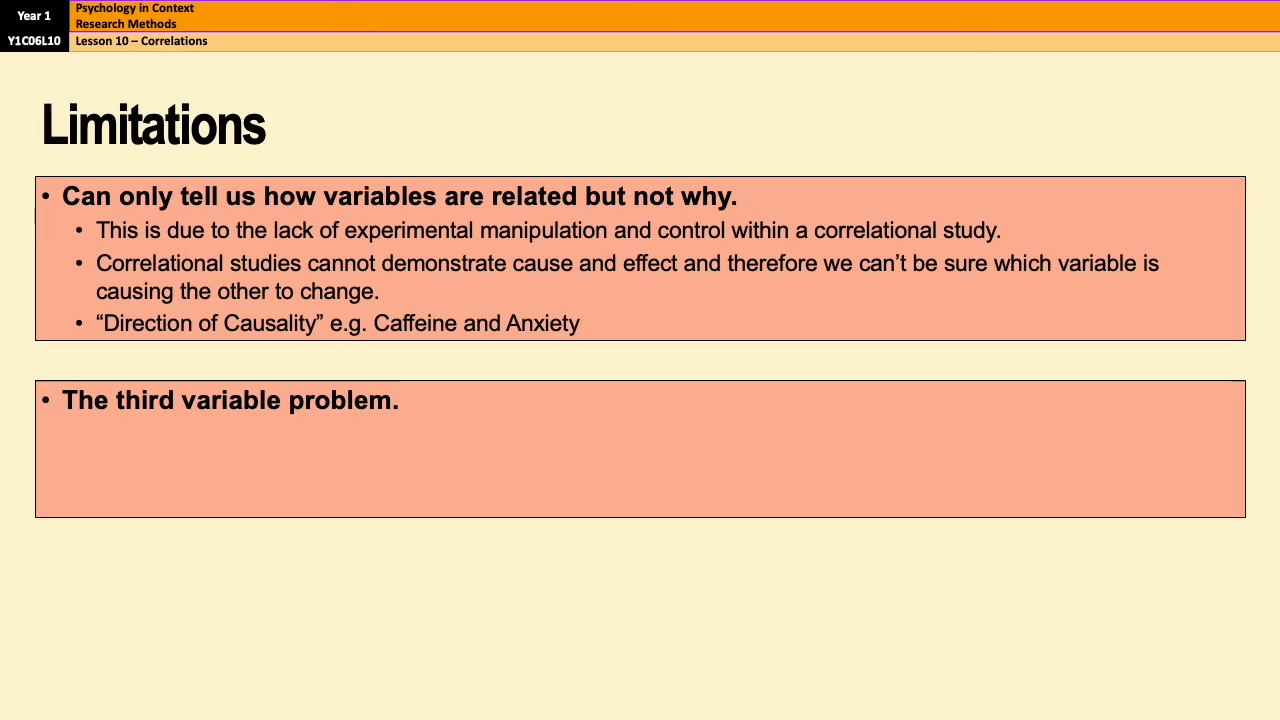 Year 1
Psychology in Context
Research Methods
Y1C06L10
Lesson 10 – Correlations
Limitations
• Can only tell us how variables are related but not why.
• This is due to the lack of experimental manipulation and control within a correlational study.
• Correlational studies cannot demonstrate cause and effect and therefore we can’t be sure which variable is
causing the other to change.
• “Direction of Causality” e.g. Caffeine and Anxiety
• The third variable problem.